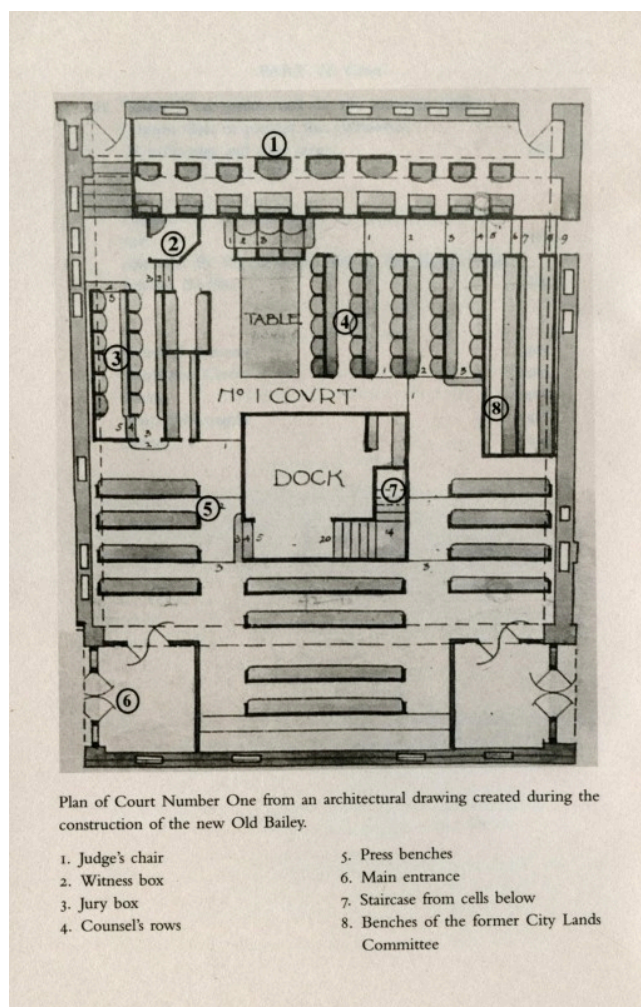 1
2
3
TABLE
4
Nº 1 COVRT
8
DOCK
7
5
6
Plan of Court Number One from an architectural drawing created during the
construction of the new Old Bailey.
1. Judge's chair
2. Witness box
3. Jury box
4. Counsel's rows
5. Press benches
6. Main entrance
7. Staircase from cells below
8. Benches of the former City Lands
Committee